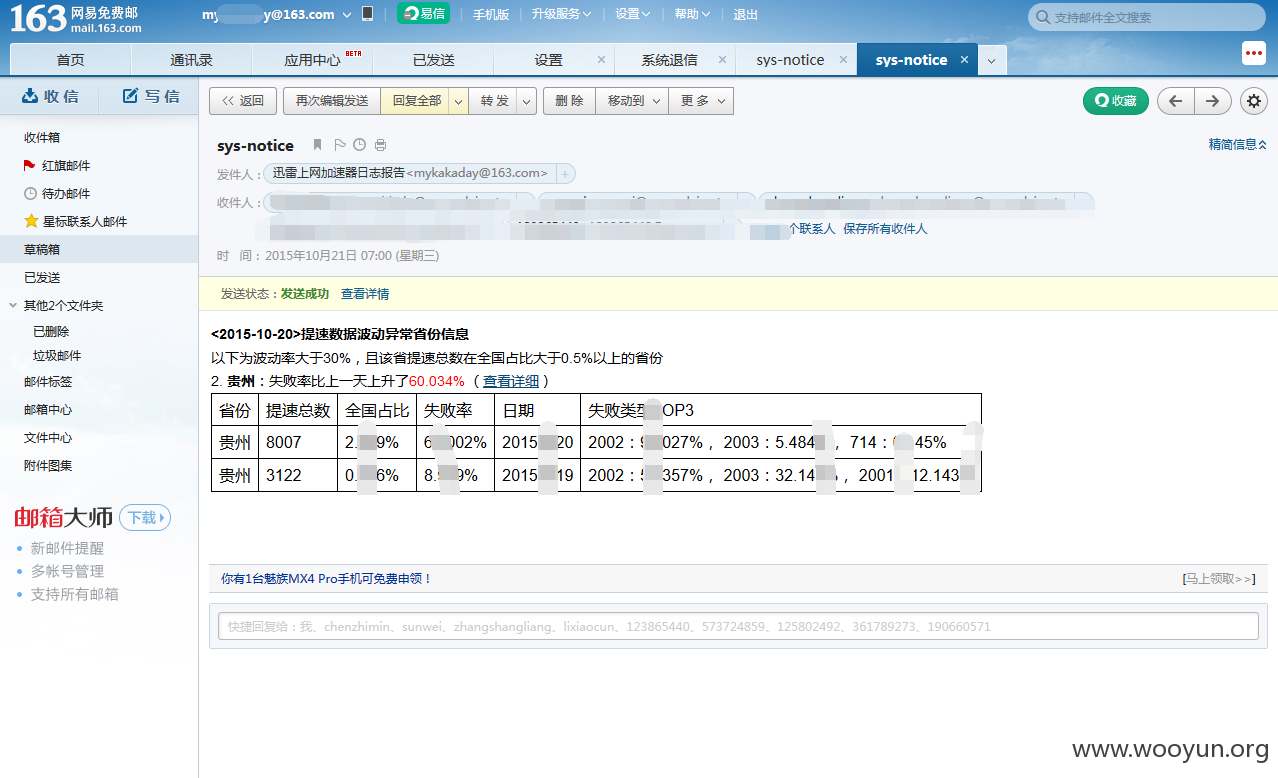 163 网易免费邮 mail.163.com
my y@163.com 易信 手机版 升级服务 设置 帮助 退出
支持邮件全文搜索
首页 通讯录 应用中心 BETA 已发送 设置 × 系统退信 × sys-notice × sys-notice ×
收 信 写 信
<< 返回 再次编辑发送 回复全部 转 发 删 除 移动到 更 多 收藏
收件箱
红旗邮件
待办邮件
星标联系人邮件
草稿箱
已发送
其他2个文件夹
已删除
垃圾邮件
邮件标签
邮箱中心
文件中心
附件图集
邮箱大师 下载
新邮件提醒
多帐号管理
支持所有邮箱
sys-notice 精简信息
发件人：迅雷上网加速器日志报告<mykakaday@163.com> +
收件人：
个联系人 保存所有收件人
时 间：2015年10月21日 07:00 (星期三)
发送状态：发送成功 查看详情
<2015-10-20>提速数据波动异常省份信息
以下为波动率大于30%，且该省提速总数在全国占比大于0.5%以上的省份
2. 贵州：失败率比上一天上升了60.034% （查看详细）
省份 提速总数 全国占比 失败率 日期 失败类型 OP3
贵州 8007 2. 9% 6 002% 2015 20 2002：9 027%， 2003：5.484 ， 714： 45%
贵州 3122 0. 6% 8. 9% 2015 19 2002：5 357%， 2003：32.14 ， 2001 12.143
你有1台魅族MX4 Pro手机可免费申领！ [马上领取>>]
快捷回复给：我、chenzhimin、sunwei、zhangshangliang、lixiaocun、123865440、573724859、125802492、361789273、190660571
www.wooyun.org